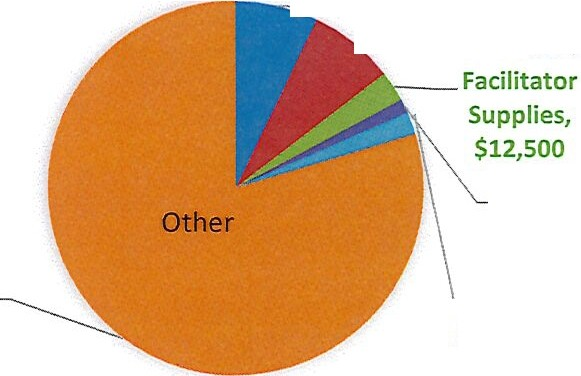 Facilitator
Supplies,
$12,500
Other